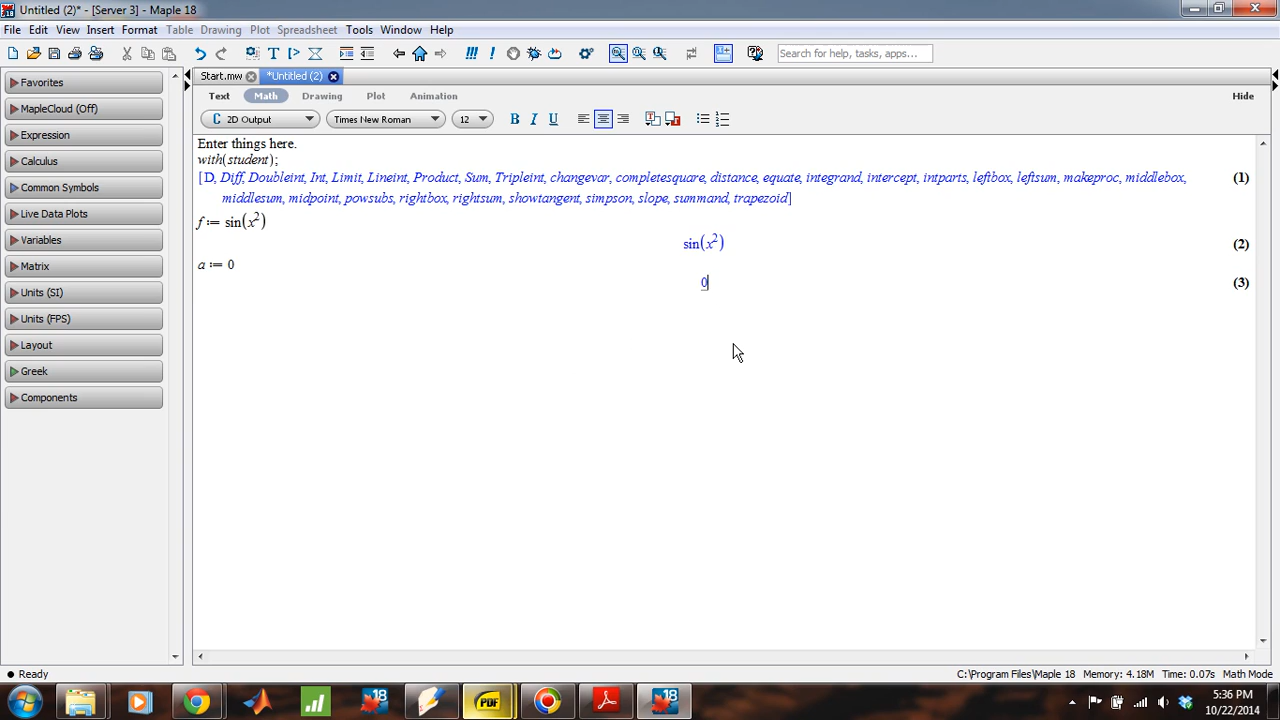 Untitled (2)* - [Server 3] - Maple 18
File Edit View Insert Format Table Drawing Plot Spreadsheet Tools Window Help
Search for help, tasks, apps...
Start.mw *Untitled (2)
Text Math Drawing Plot Animation Hide
C 2D Output Times New Roman 12 B I U
Favorites
MapleCloud (Off)
Expression
Calculus
Common Symbols
Live Data Plots
Variables
Matrix
Units (SI)
Units (FPS)
Layout
Greek
Components
Enter things here.
with(student);
[D, Diff, Doubleint, Int, Limit, Lineint, Product, Sum, Tripleint, changevar, completesquare, distance, equate, integrand, intercept, intparts, leftbox, leftsum, makeproc, middlebox, (1)
middlesum, midpoint, powsubs, rightbox, rightsum, showtangent, simpson, slope, summand, trapezoid]
f := sin(x²)
sin(x²) (2)
a := 0
0 (3)
Ready C:\Program Files\Maple 18 Memory: 4.18M Time: 0.07s Math Mode
18 PDF 18
5:36 PM
10/22/2014